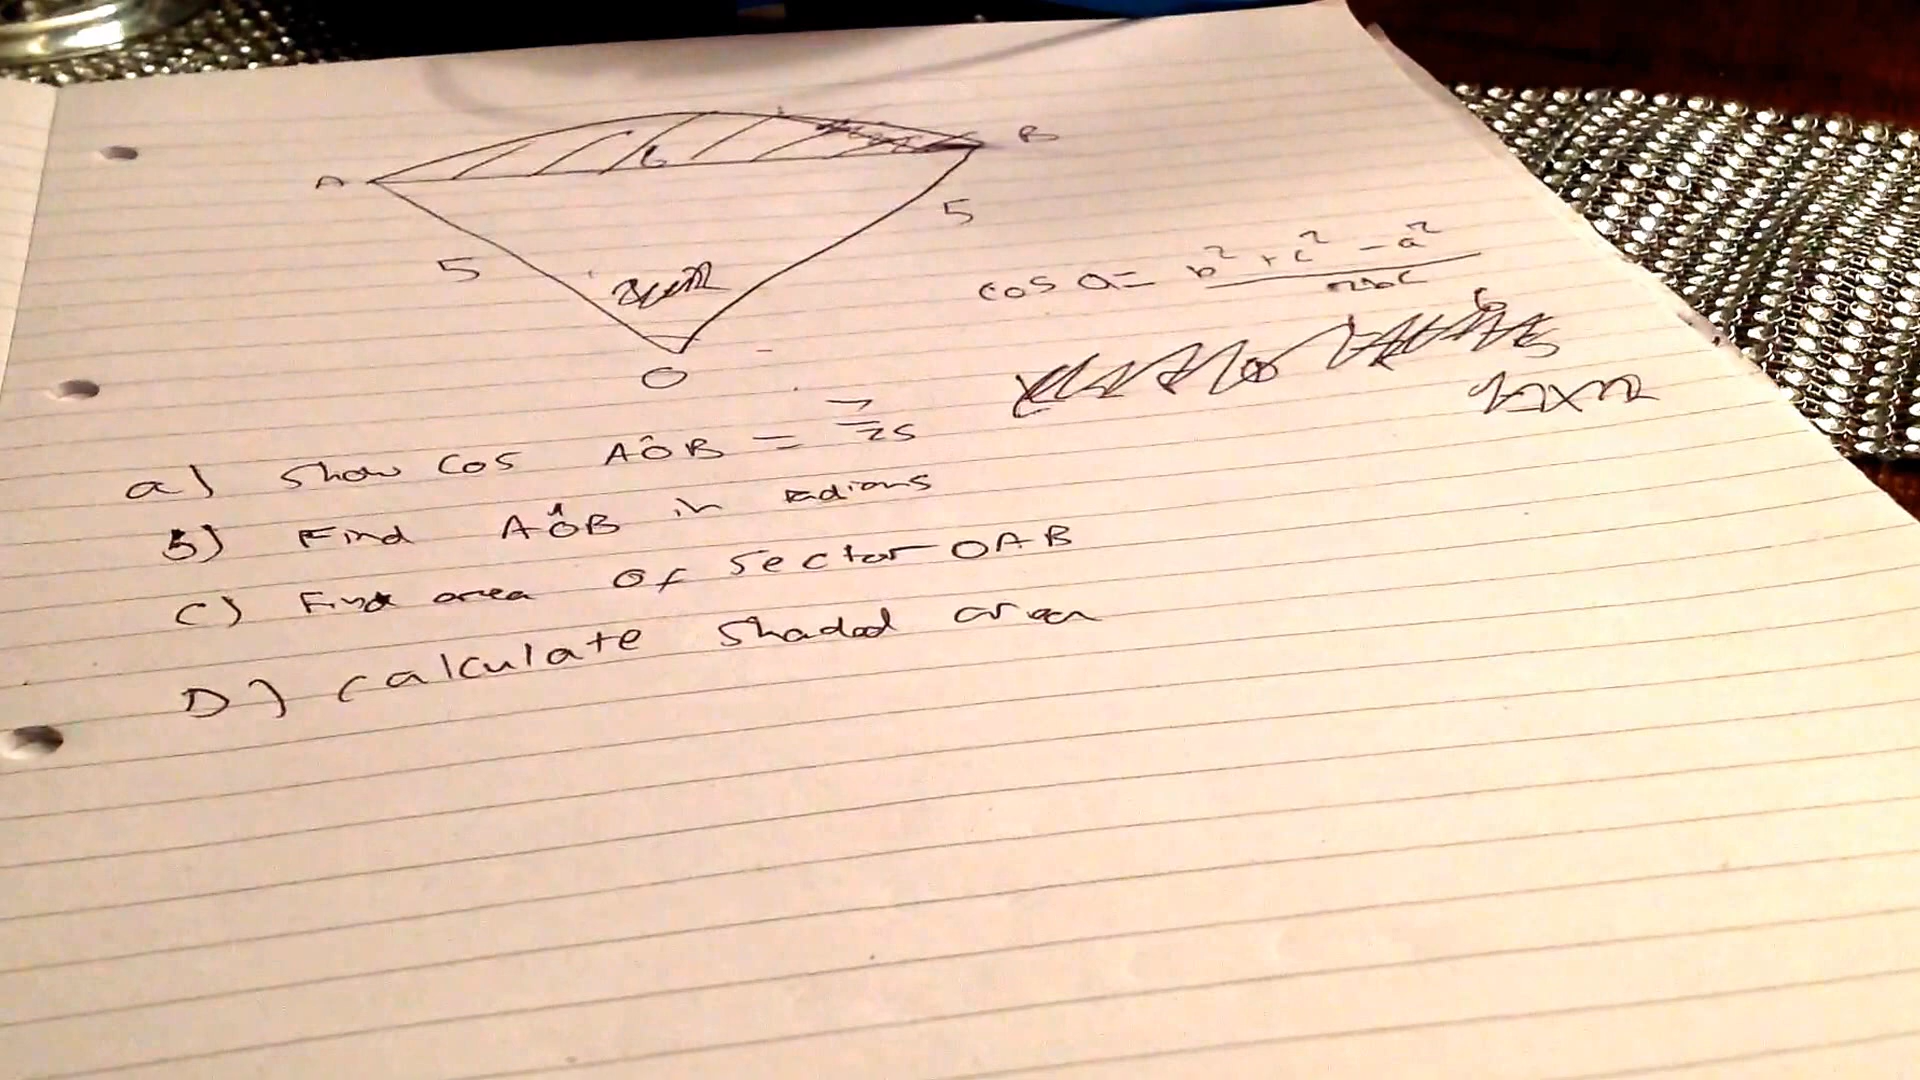 A
B
6
5
5
O
cos a = b² + c² - a² / 2bc
6
a) Show cos AÔB = 7/25
b) Find AÔB in radians
c) Find area of sector OAB
D) calculate shaded area